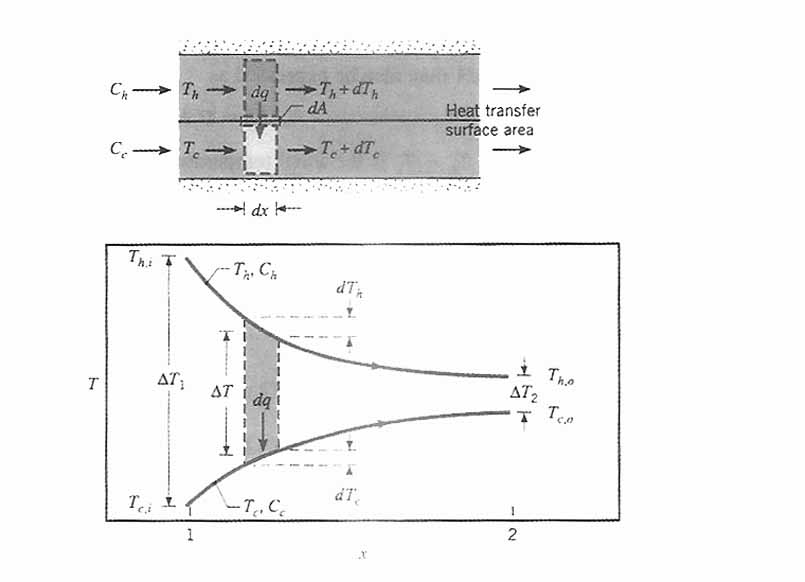 C_h T_h dq T_h + dT_h
dA
Heat transfer
surface area
C_c T_c T_c + dT_c
dx
T_h,i T_h, C_h
dT_h
T ΔT_1 ΔT dq ΔT_2 T_h,o
T_c,o
dT_c
T_c,i T_c, C_c
1 2
x